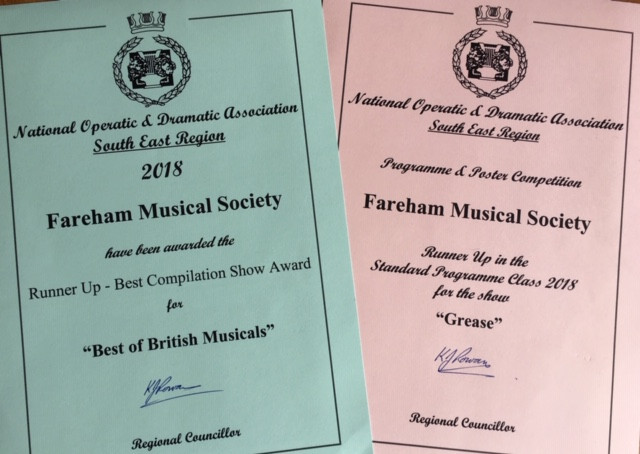 National Operatic & Dramatic Association
South East Region
2018
Fareham Musical Society
have been awarded the
Runner Up - Best Compilation Show Award
for
"Best of British Musicals"
Regional Councillor
National Operatic & Dramatic Association
South East Region
Programme & Poster Competition
Fareham Musical Society
Runner Up in the
Standard Programme Class 2018
for the show
"Grease"
Regional Councillor